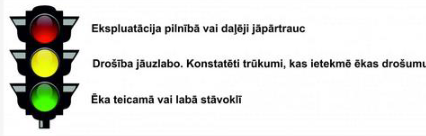 Ekspluatācija pilnībā vai daļēji jāpārtrauc
Drošība jāuzlabo. Konstatēti trūkumi, kas ietekmē ēkas drošumu
Ēka teicamā vai labā stāvoklī